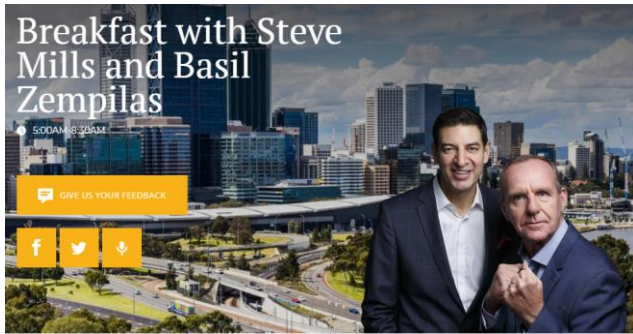 Breakfast with Steve
Mills and Basil
Zempilas
5:00AM-8:30AM
GIVE US YOUR FEEDBACK